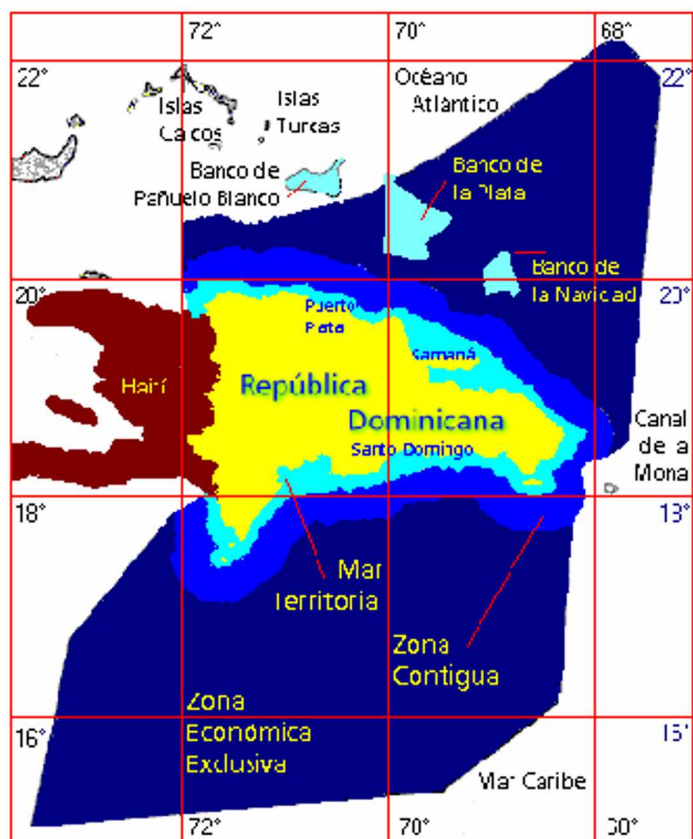 72°
70°
68°
22°
22°
Océano
Atlántico
Islas
Caicos
Islas
Turcas
Banco de
Pañuelo Blanco
Banco de
la Plata
20°
20°
Banco de
la Navidad
Puerto
Plata
Samaná
Haití
República
Dominicana
Santo Domingo
Canal
de a
Mona
18°
13°
Mar
Territoria
Zona
Contigua
Zona
Económica
Exclusiva
16°
Mar Caribe
72°
70°